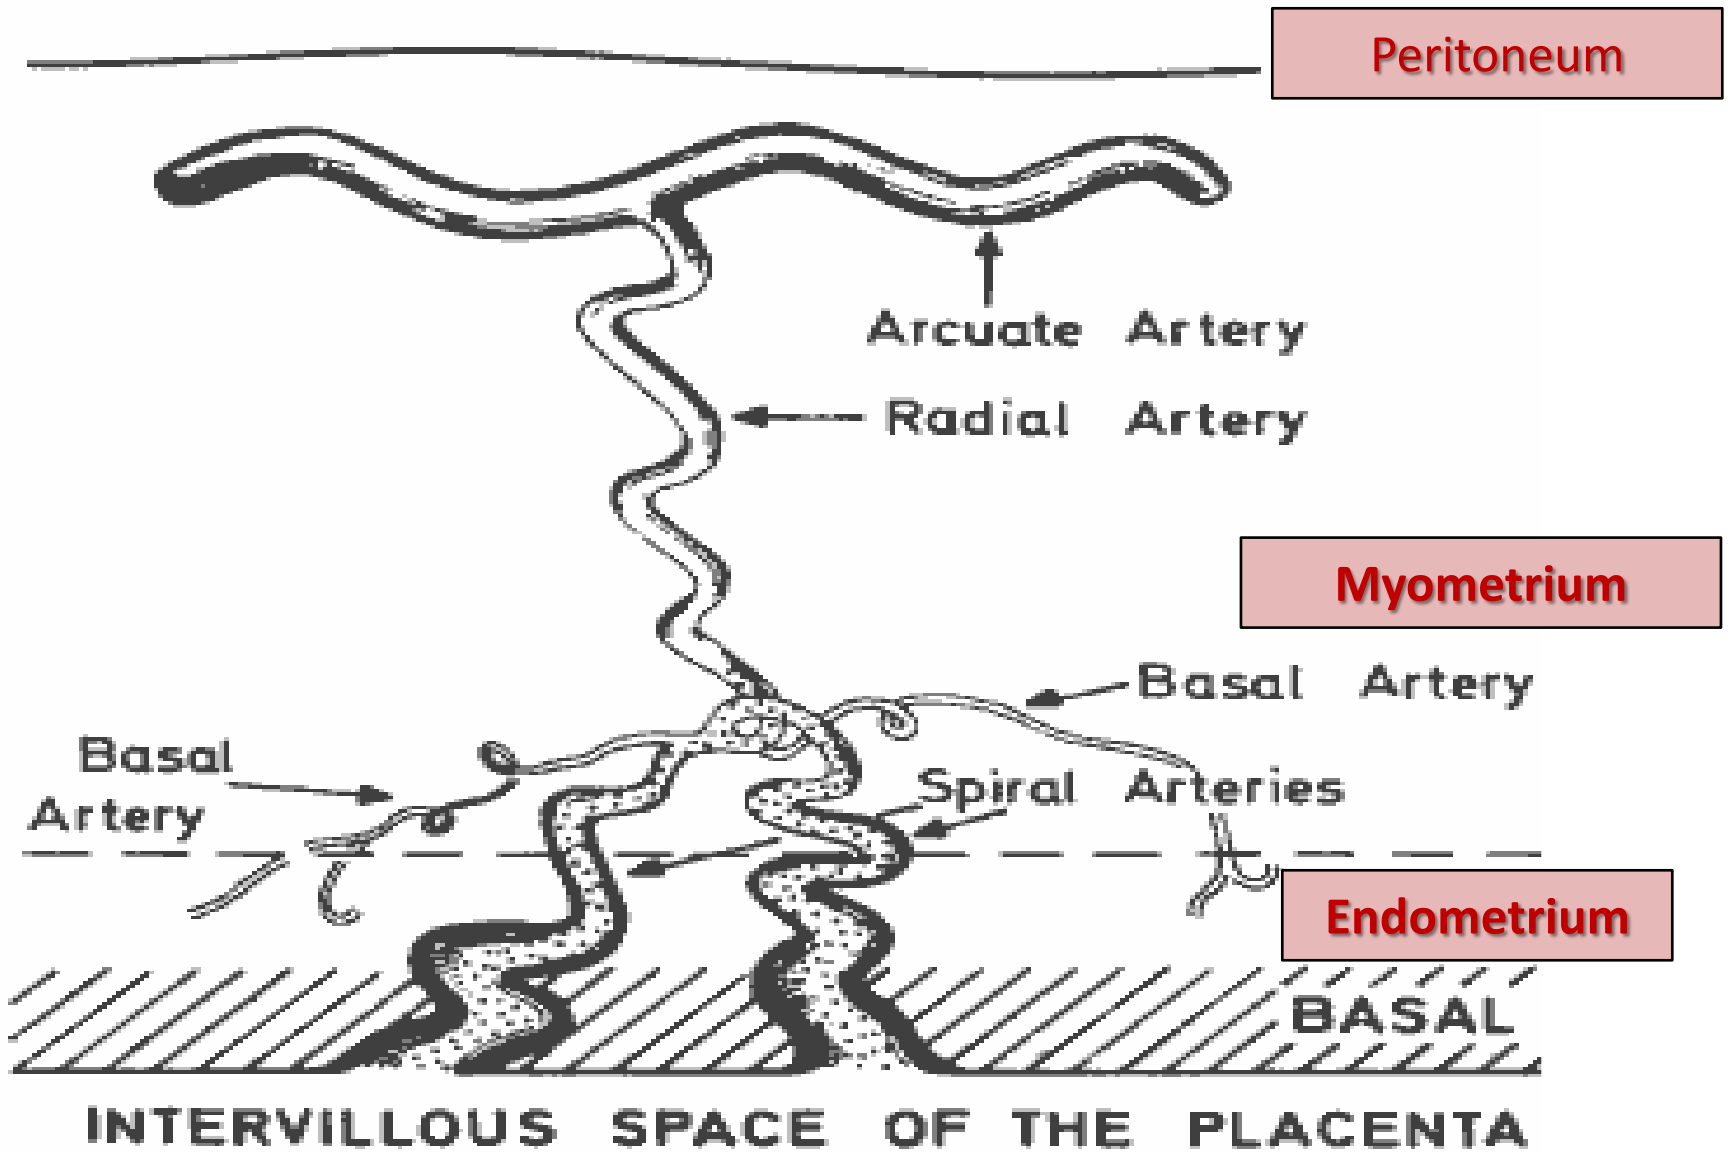 Peritoneum
Arcuate Artery
Radial Artery
Myometrium
Basal Artery
Basal
Artery
Spiral Arteries
Endometrium
BASAL
INTERVILLOUS SPACE OF THE PLACENTA